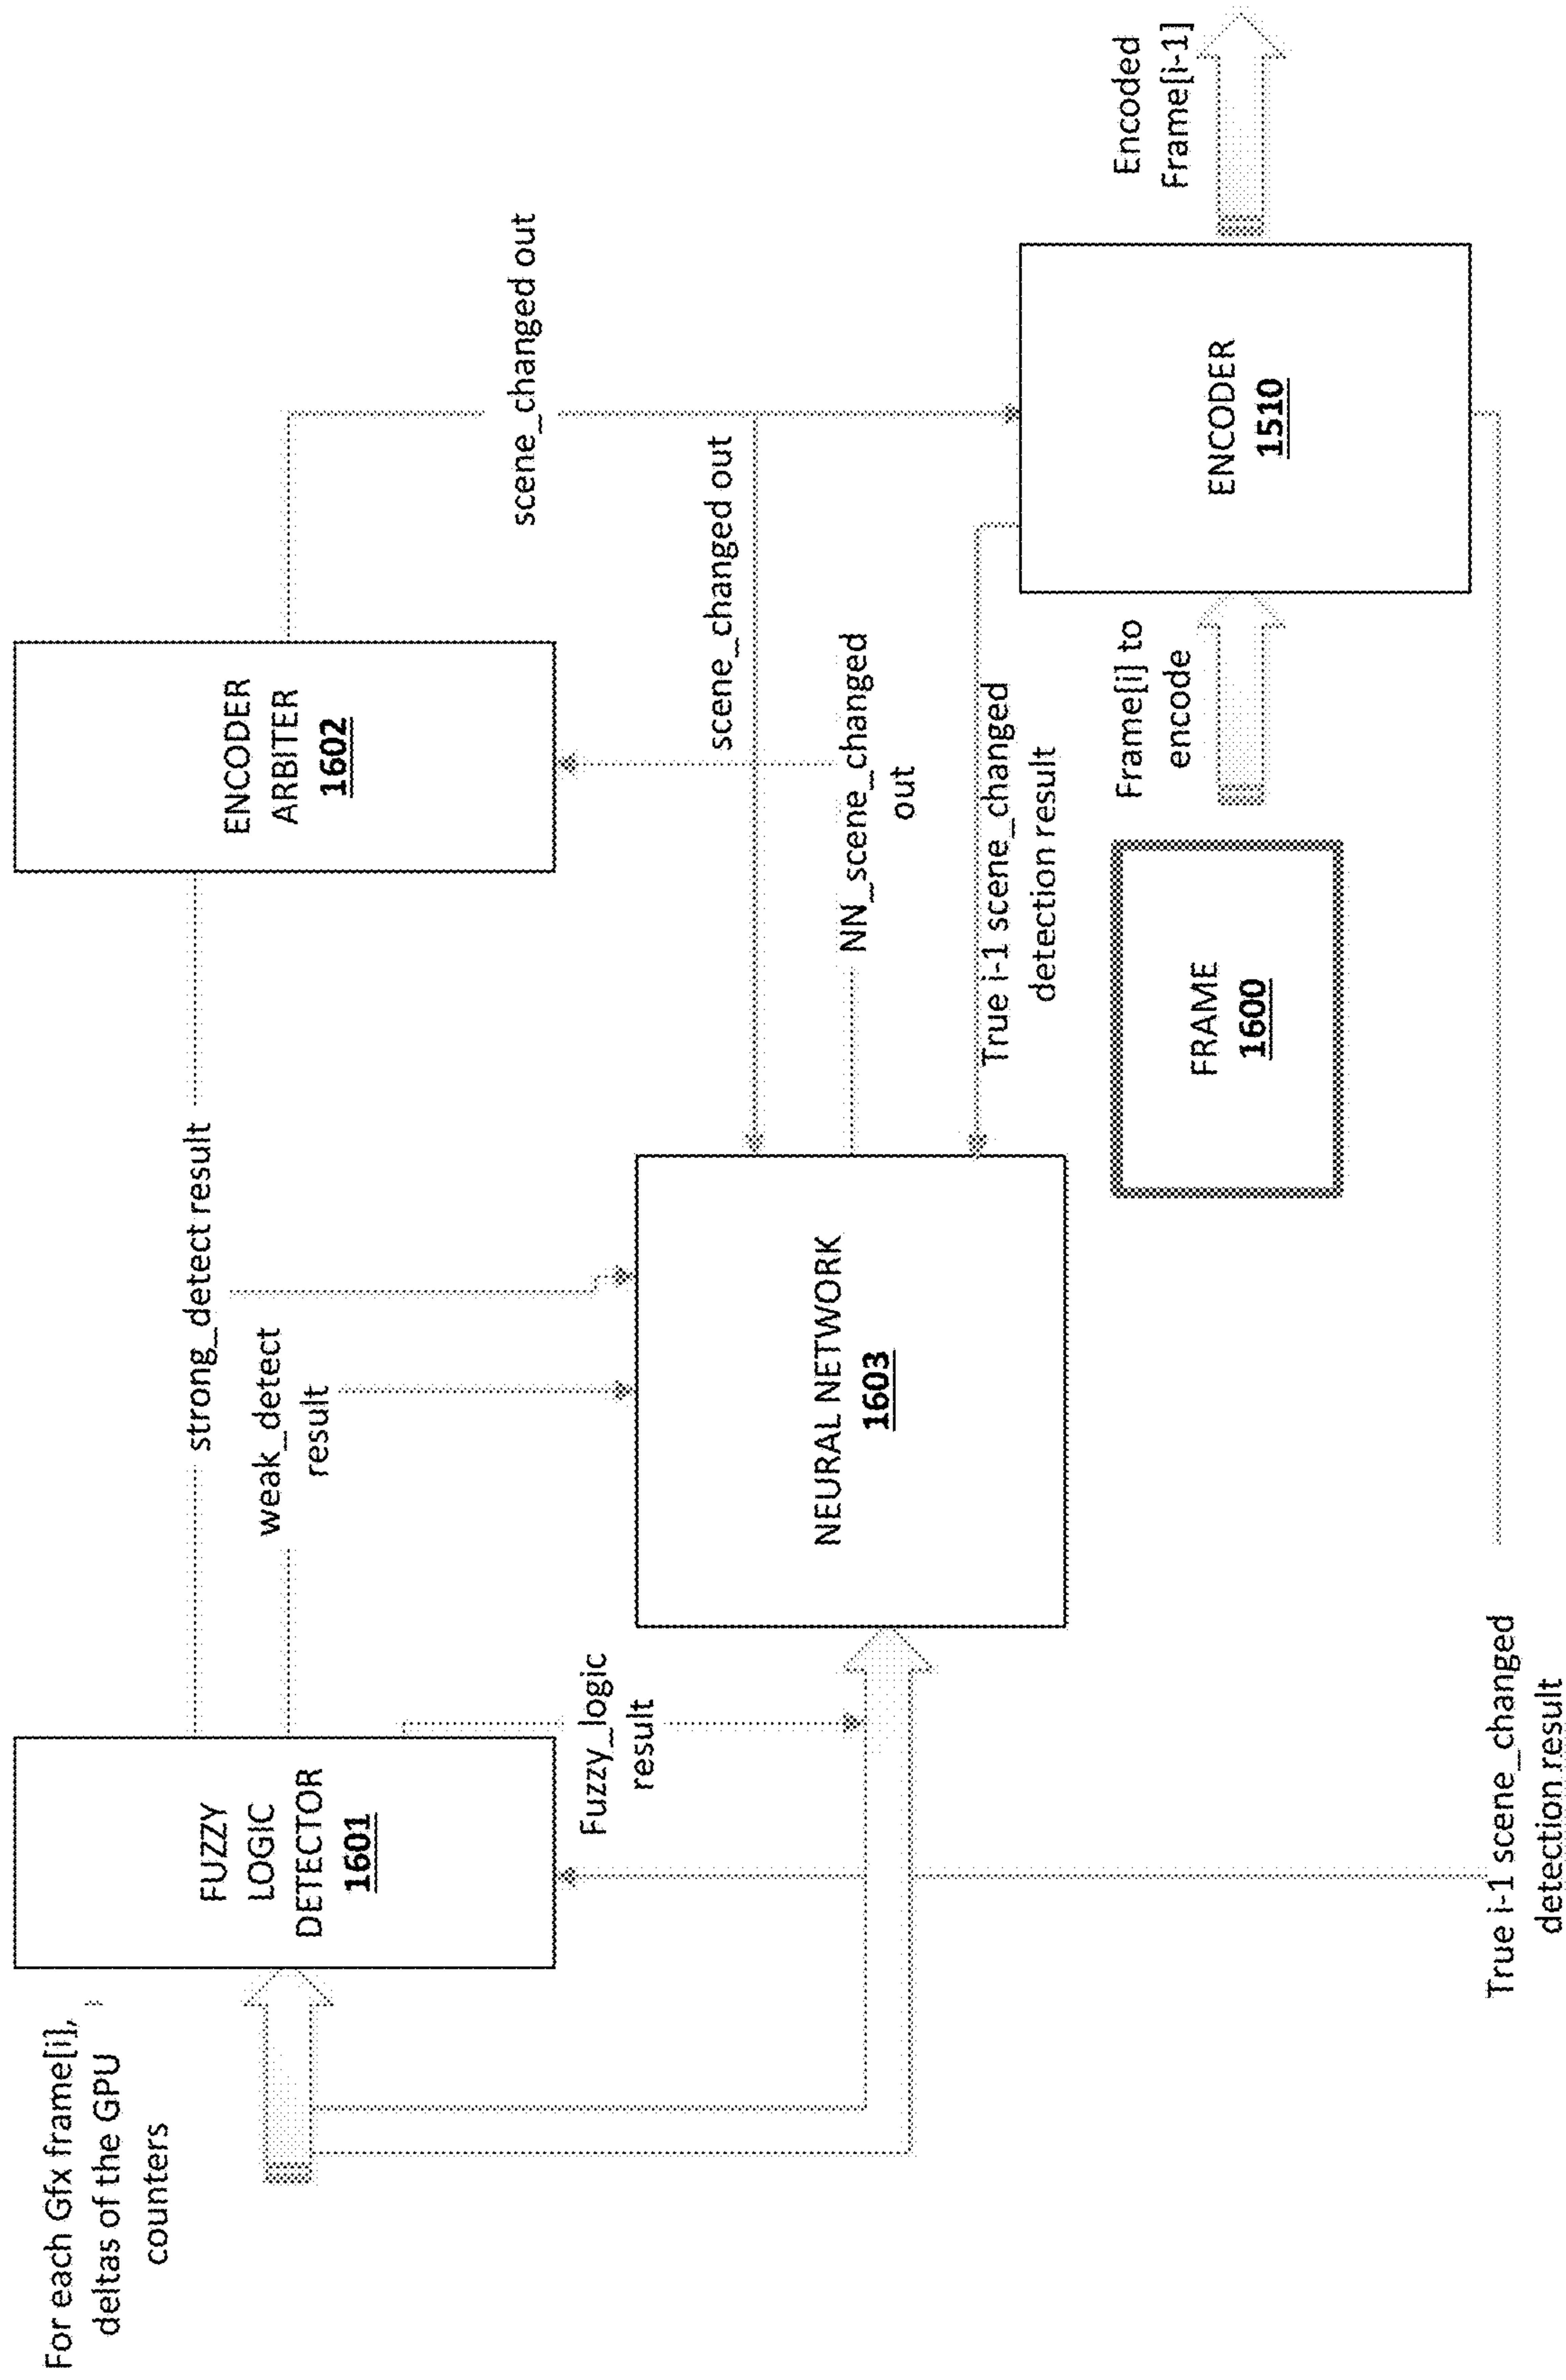 For each Gfx frame[i],
deltas of the GPU
counters
FUZZY
LOGIC
DETECTOR
1601
strong_detect result
weak_detect
result
Fuzzy_logic
result
ENCODER
ARBITER
1602
scene_changed out
scene_changed out
NEURAL NETWORK
1603
NN_scene_changed
out
True i-1 scene_changed
detection result
FRAME
1600
Frame[i] to
encode
ENCODER
1510
Encoded
Frame[i-1]
True i-1 scene_changed
detection result